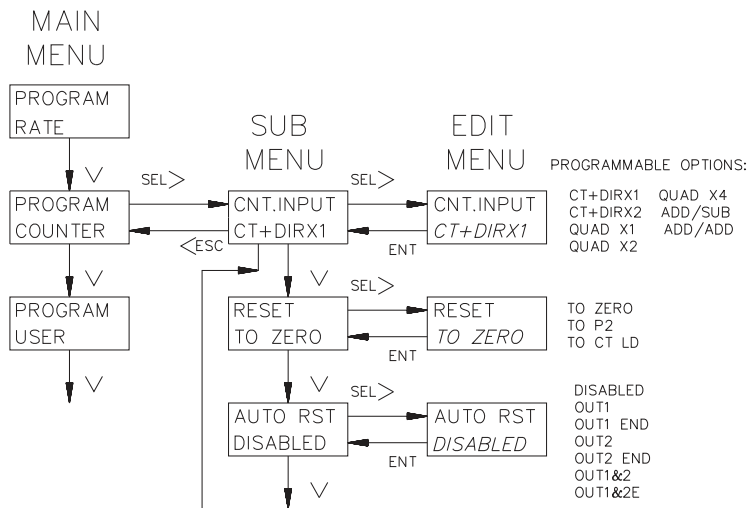 MAIN
MENU
PROGRAM
RATE
SUB
MENU
EDIT
MENU
PROGRAMMABLE OPTIONS:
V
SEL>
SEL>
PROGRAM
COUNTER
CNT.INPUT
CT+DIRX1
CNT.INPUT
CT+DIRX1
CT+DIRX1 QUAD X4
CT+DIRX2 ADD/SUB
QUAD X1 ADD/ADD
QUAD X2
<ESC
ENT
V
V
SEL>
PROGRAM
USER
RESET
TO ZERO
RESET
TO ZERO
TO ZERO
TO P2
TO CT LD
ENT
V
V
SEL>
AUTO RST
DISABLED
AUTO RST
DISABLED
DISABLED
OUT1
OUT1 END
OUT2
OUT2 END
OUT1&2
OUT1&2E
ENT
V